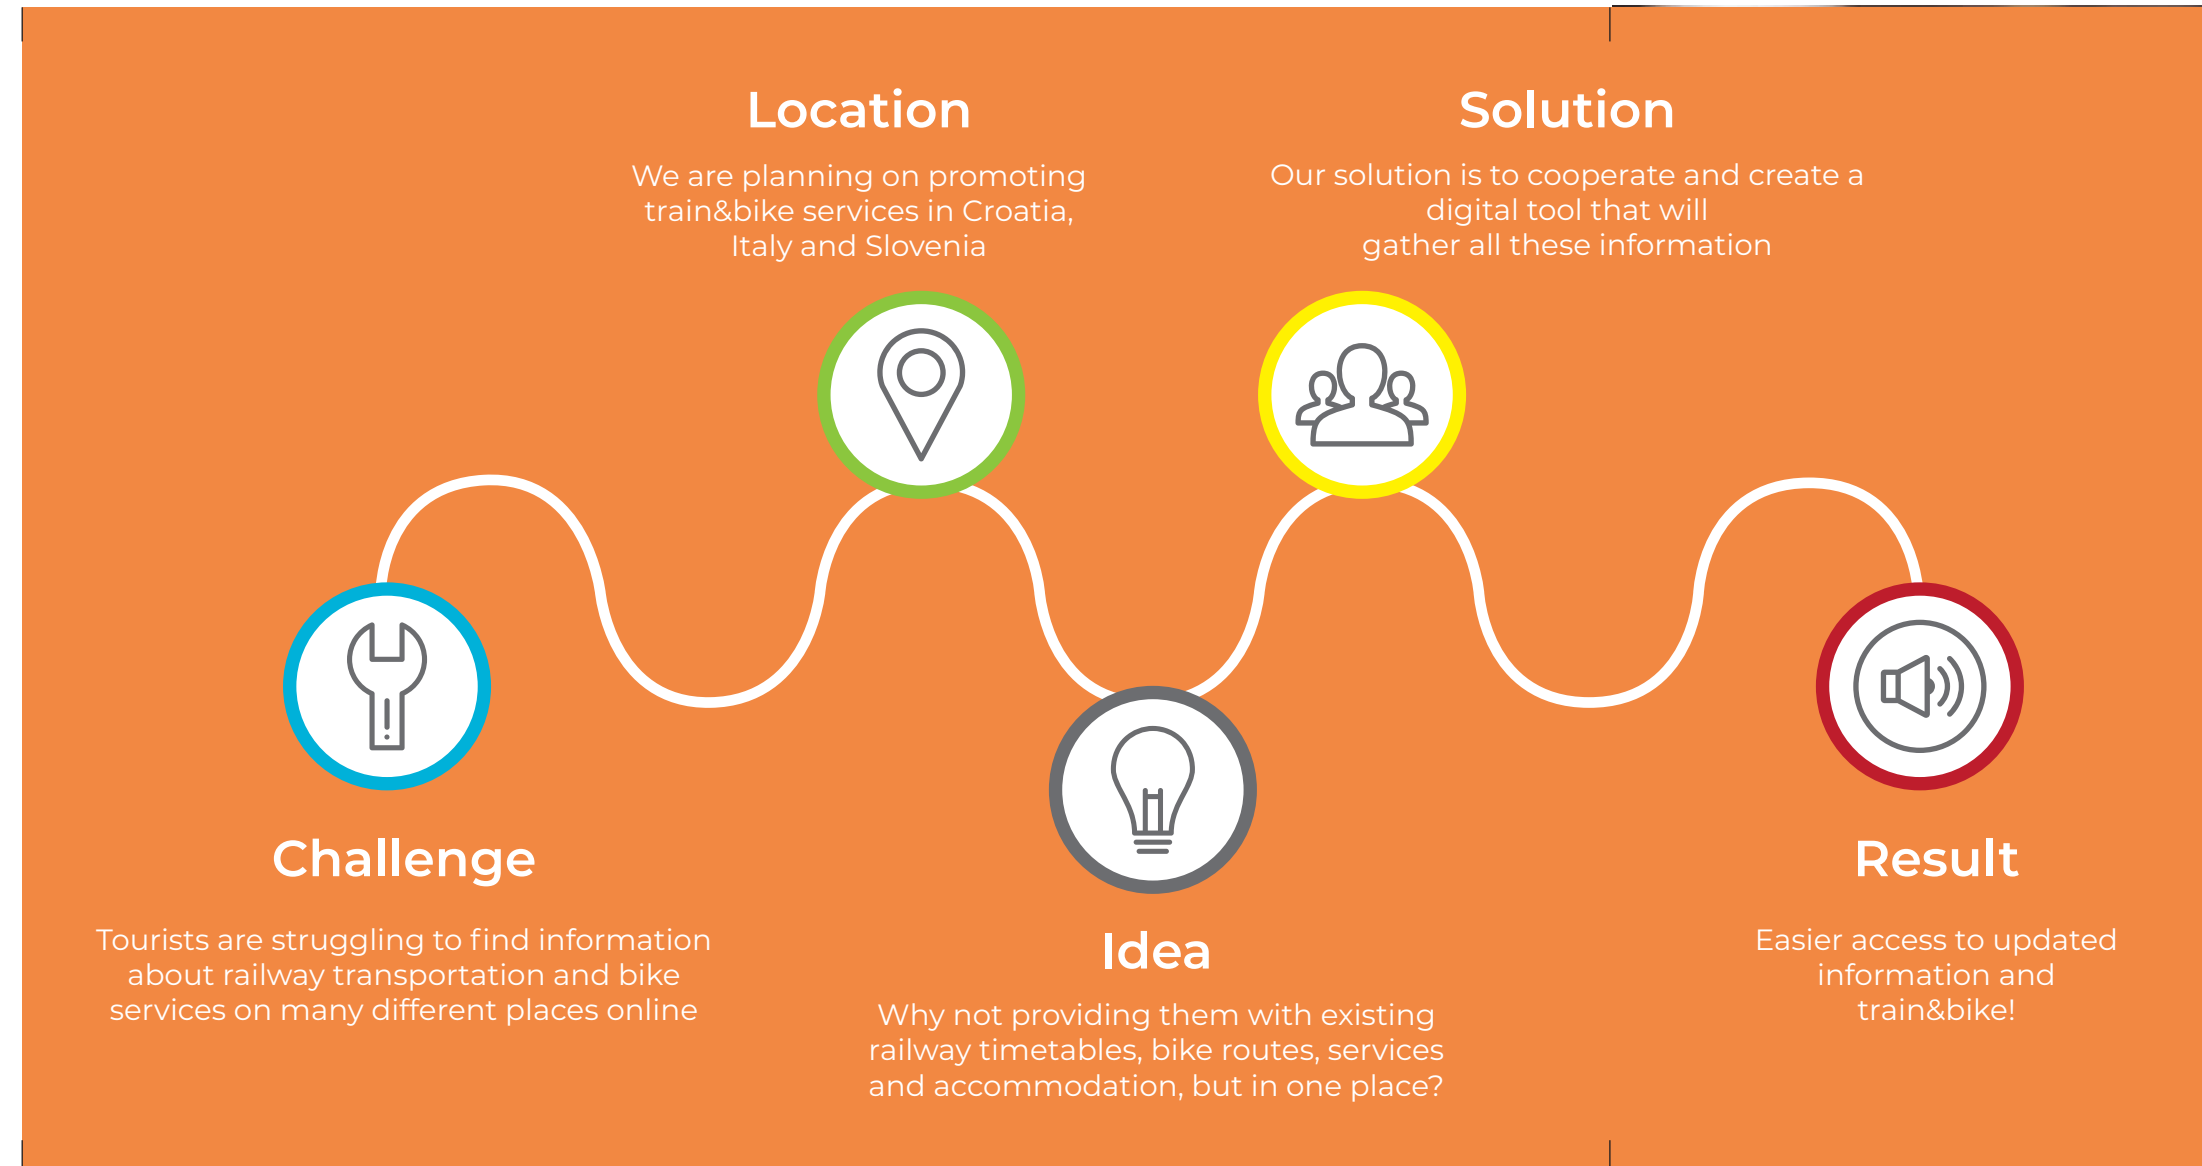 Location
We are planning on promoting
train&bike services in Croatia,
Italy and Slovenia
Solution
Our solution is to cooperate and create a
digital tool that will
gather all these information
Challenge
Tourists are struggling to find information
about railway transportation and bike
services on many different places online
Idea
Why not providing them with existing
railway timetables, bike routes, services
and accommodation, but in one place?
Result
Easier access to updated
information and
train&bike!